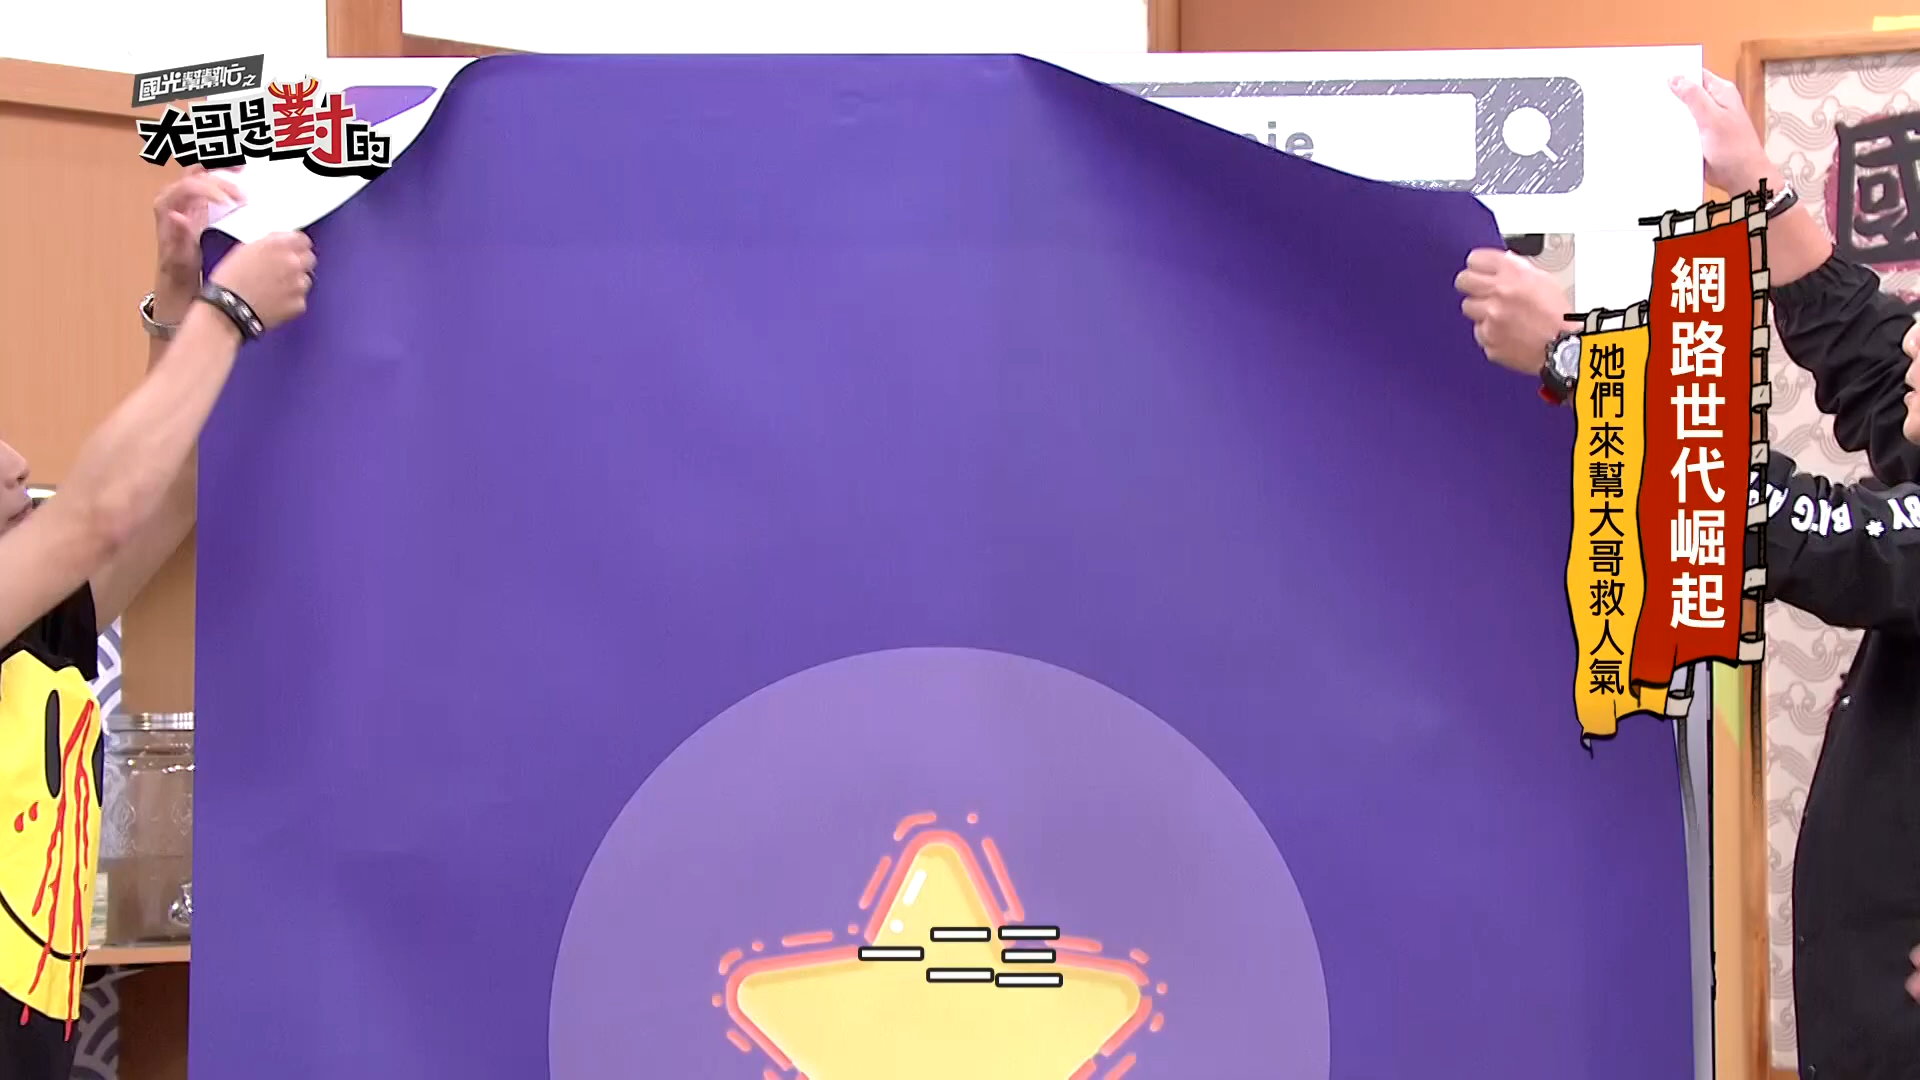 國光幫幫忙之
大哥是對的
網路世代崛起
她們來幫大哥救人氣
國